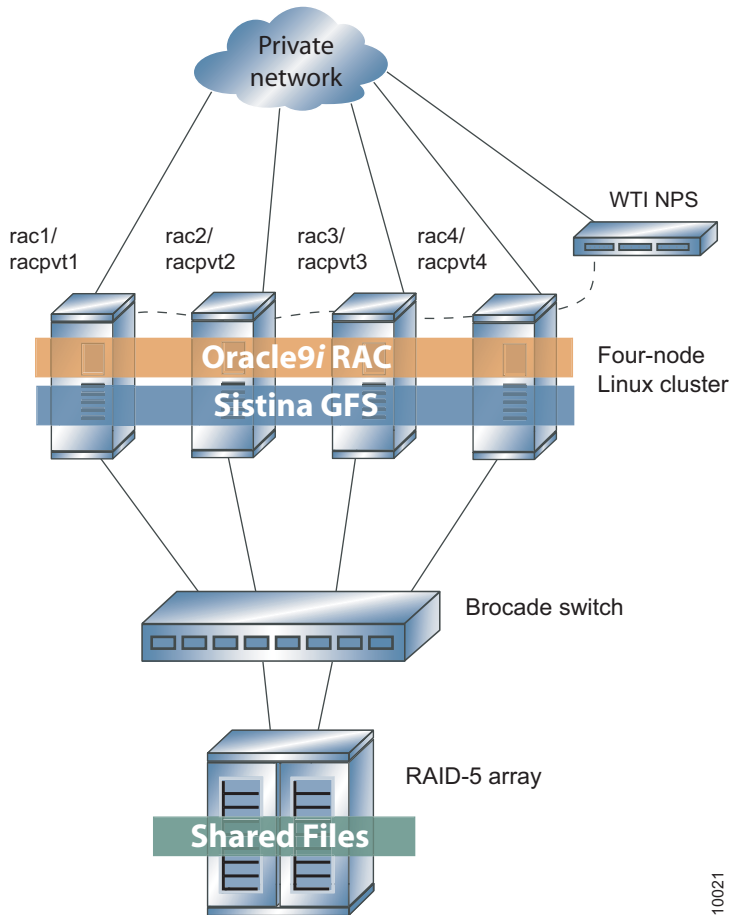 Private
network
WTI NPS
rac1/
racpvt1
rac2/
racpvt2
rac3/
racpvt3
rac4/
racpvt4
Oracle9i RAC
Sistina GFS
Four-node
Linux cluster
Brocade switch
RAID-5 array
Shared Files
10021